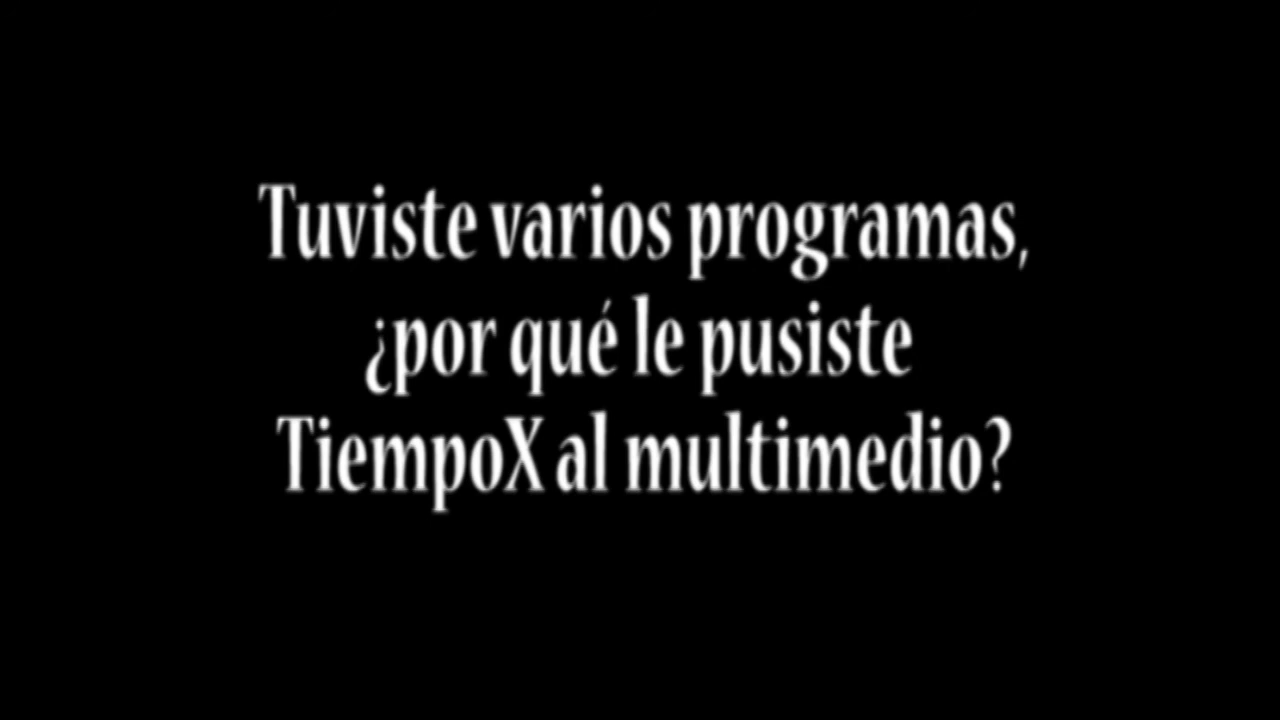 Tuviste varios programas,
¿por qué le pusiste
TiempoX al multimedio?